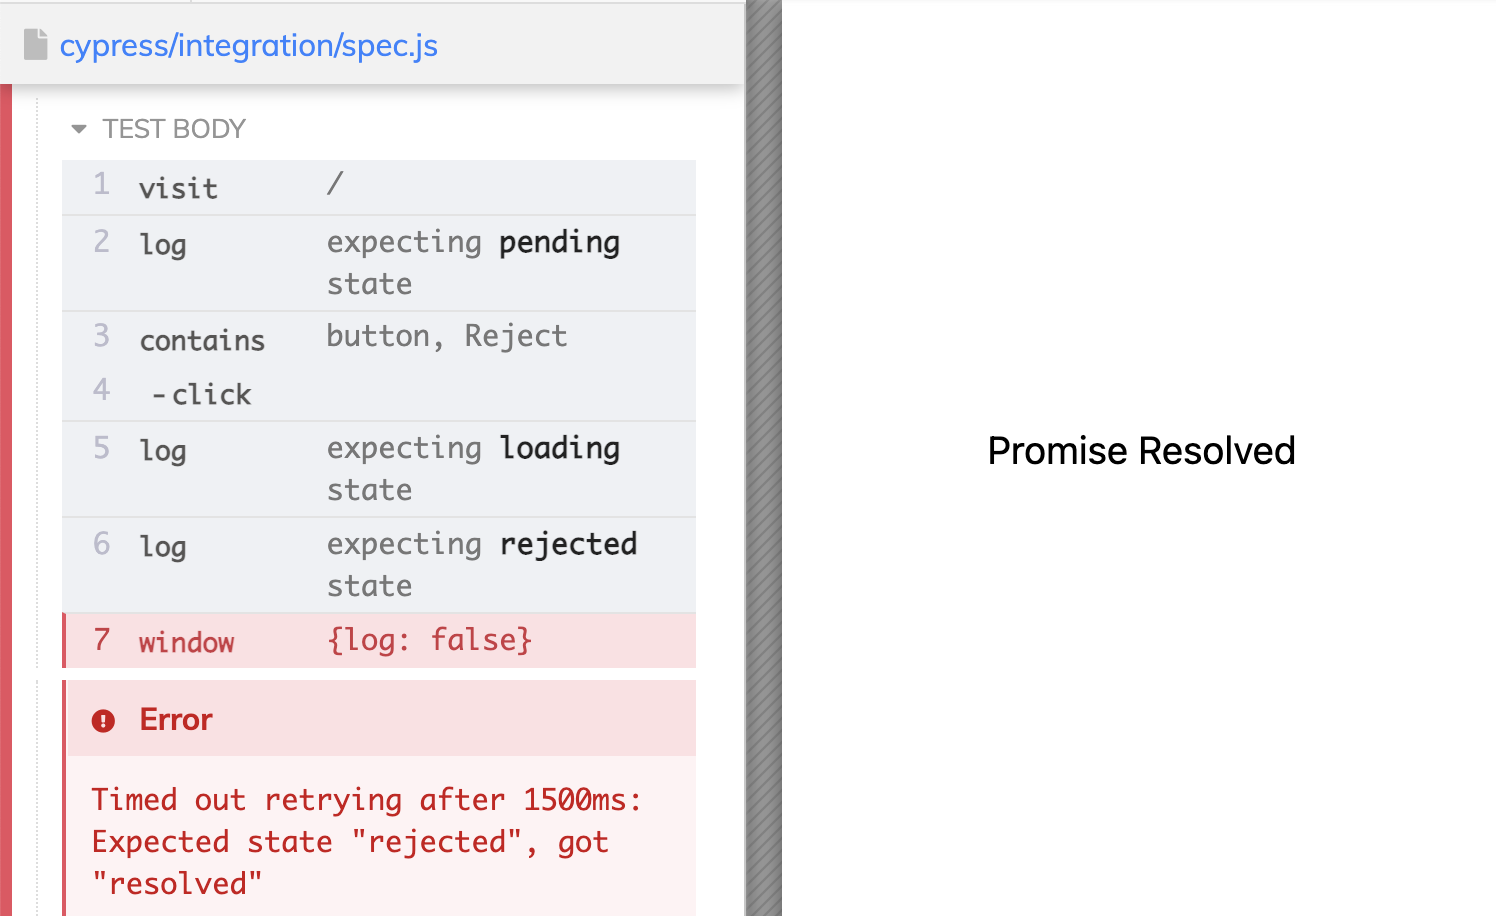 cypress/integration/spec.js
TEST BODY
1 visit /
2 log expecting pending
state
3 contains button, Reject
4 -click
5 log expecting loading
state
6 log expecting rejected
state
7 window {log: false}
Error
Timed out retrying after 1500ms:
Expected state "rejected", got
"resolved"
Promise Resolved